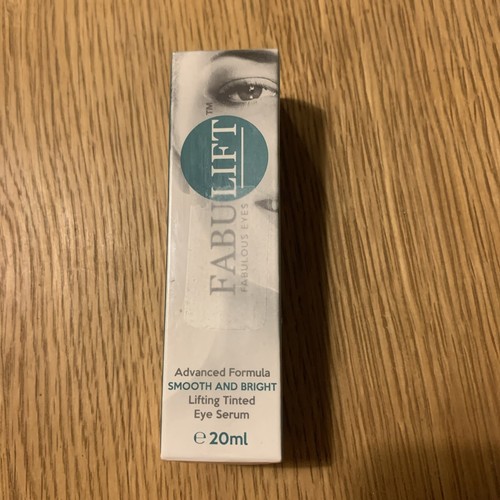 FABULIFT™
FABULOUS EYES
Advanced Formula
SMOOTH AND BRIGHT
Lifting Tinted
Eye Serum
℮ 20ml